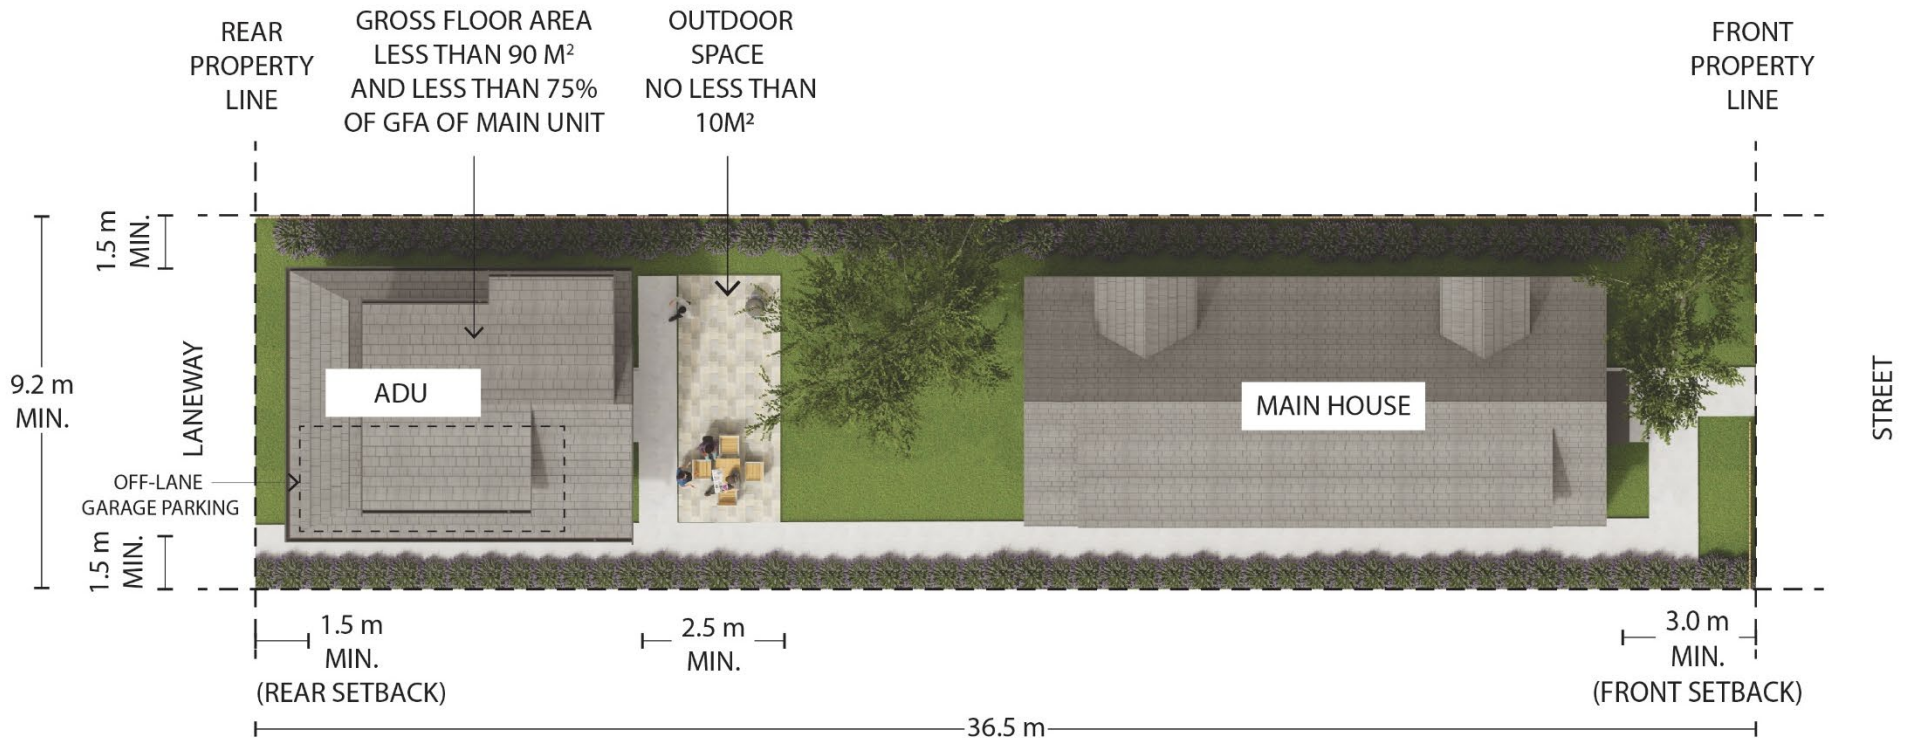 REAR
PROPERTY
LINE
GROSS FLOOR AREA
LESS THAN 90 M²
AND LESS THAN 75%
OF GFA OF MAIN UNIT
OUTDOOR
SPACE
NO LESS THAN
10M²
FRONT
PROPERTY
LINE
1.5 m
MIN.
9.2 m
MIN.
LANEWAY
ADU
MAIN HOUSE
STREET
OFF-LANE
GARAGE PARKING
1.5 m
MIN.
1.5 m
MIN.
(REAR SETBACK)
2.5 m
MIN.
3.0 m
MIN.
(FRONT SETBACK)
36.5 m